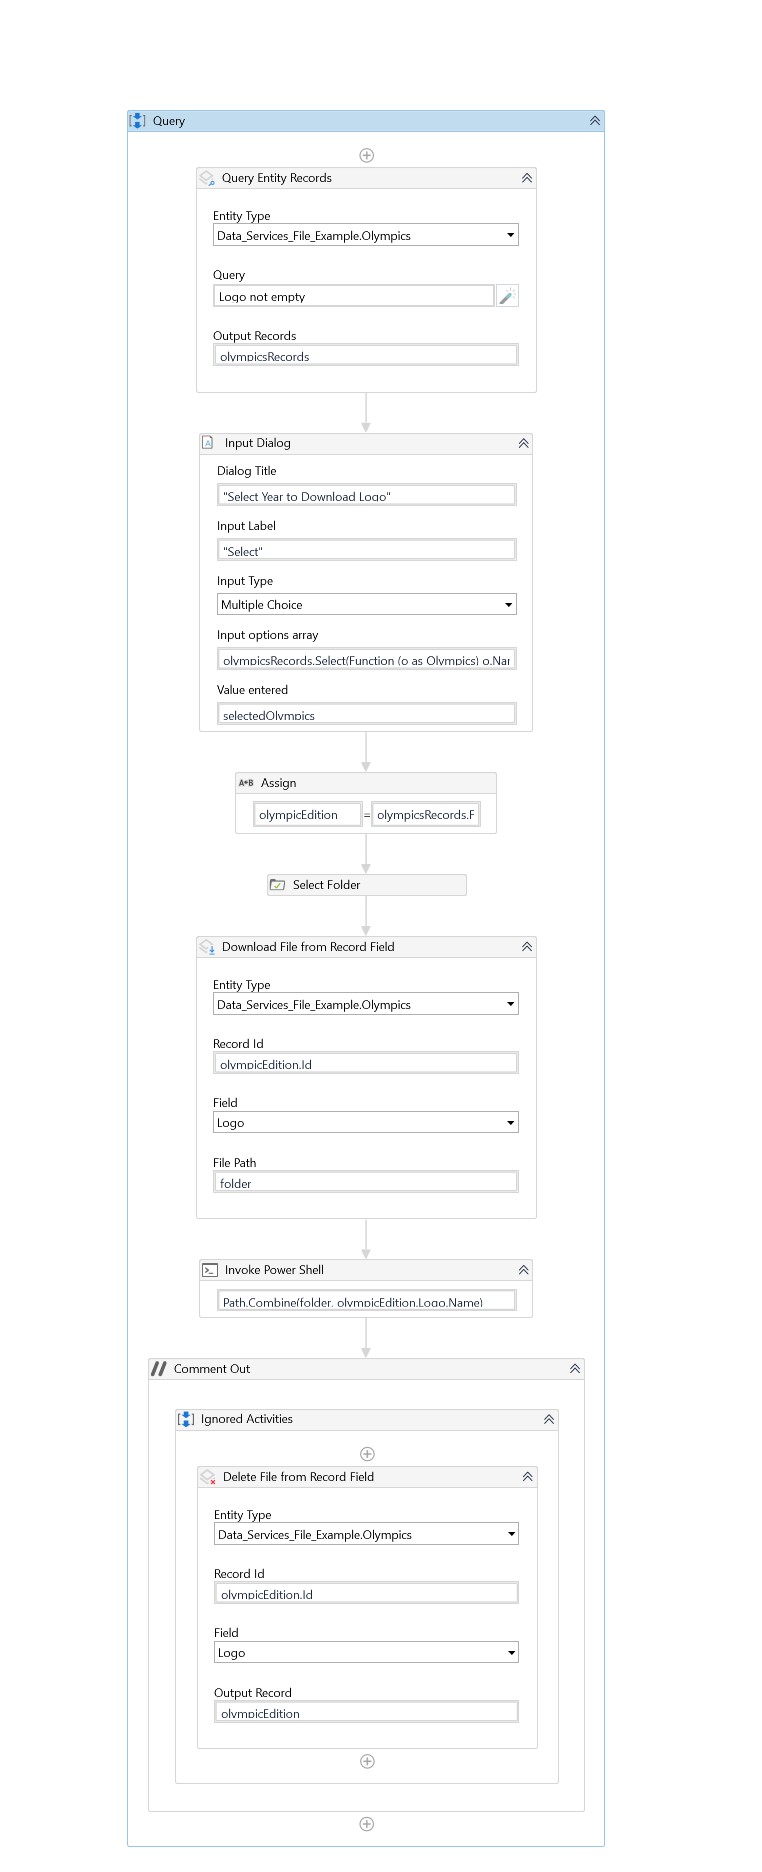 Query
Query Entity Records
Entity Type
Data_Services_File_Example.Olympics
Query
Logo not empty
Output Records
olympicsRecords
Input Dialog
Dialog Title
"Select Year to Download Logo"
Input Label
"Select"
Input Type
Multiple Choice
Input options array
olympicsRecords.Select(Function (o as Olympics) o.Nar
Value entered
selectedOlympics
A*B Assign
olympicEdition = olympicsRecords.F
Select Folder
Download File from Record Field
Entity Type
Data_Services_File_Example.Olympics
Record Id
olympicEdition.Id
Field
Logo
File Path
folder
Invoke Power Shell
Path.Combine(folder, olympicEdition.Logo.Name)
// Comment Out
Ignored Activities
Delete File from Record Field
Entity Type
Data_Services_File_Example.Olympics
Record Id
olympicEdition.Id
Field
Logo
Output Record
olympicEdition